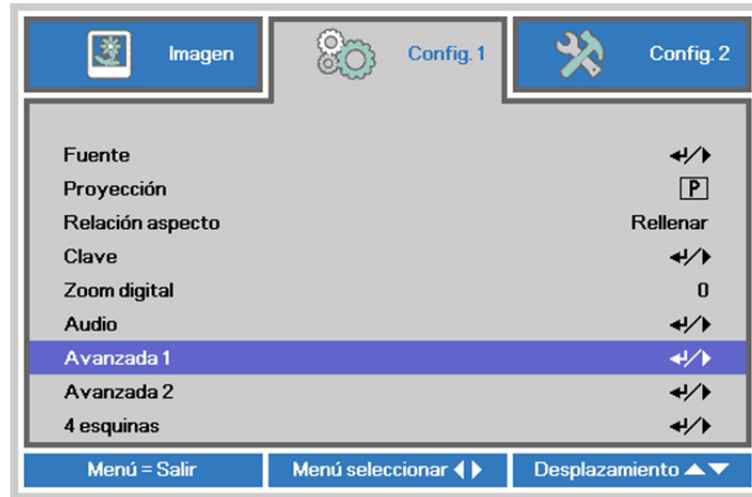 Imagen
Config. 1
Config. 2
Fuente
Proyección P
Relación aspecto Rellenar
Clave
Zoom digital 0
Audio
Avanzada 1
Avanzada 2
4 esquinas
Menú = Salir
Menú seleccionar
Desplazamiento